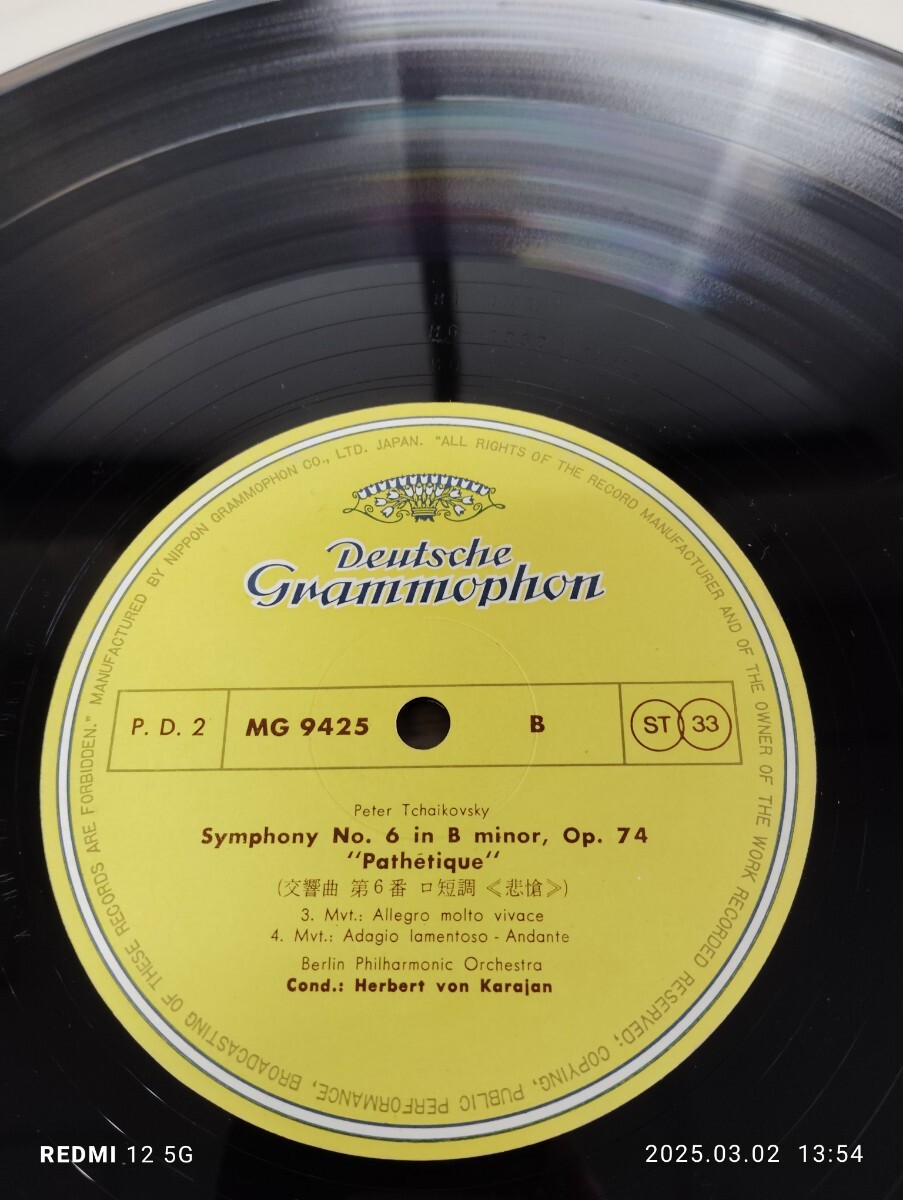 MANUFACTURED BY NIPPON GRAMMOPHON CO., LTD. JAPAN. "ALL RIGHTS OF THE RECORD MANUFACTURER AND OF THE OWNER OF THE WORK RECORDED RESERVED; COPYING, PUBLIC PERFORMANCE, BROADCASTING OF THESE RECORDS ARE FORBIDDEN."
Deutsche
Grammophon
P. D. 2 MG 9425 B ST 33
Peter Tchaikovsky
Symphony No. 6 in B minor, Op. 74
"Pathétique"
(交響曲 第6番 ロ短調 《悲愴》)
3. Mvt.: Allegro molto vivace
4. Mvt.: Adagio lamentoso - Andante
Berlin Philharmonic Orchestra
Cond.: Herbert von Karajan
REDMI 12 5G
2025.03.02 13:54